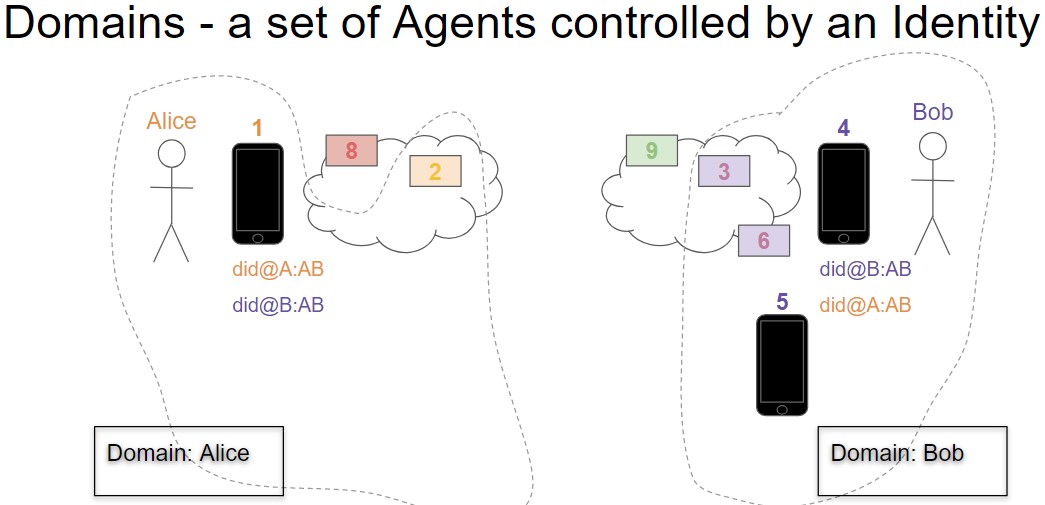 Domains - a set of Agents controlled by an Identity
Alice
1
8
2
9
3
6
4
Bob
did@A:AB
did@B:AB
did@B:AB
did@A:AB
5
Domain: Alice
Domain: Bob